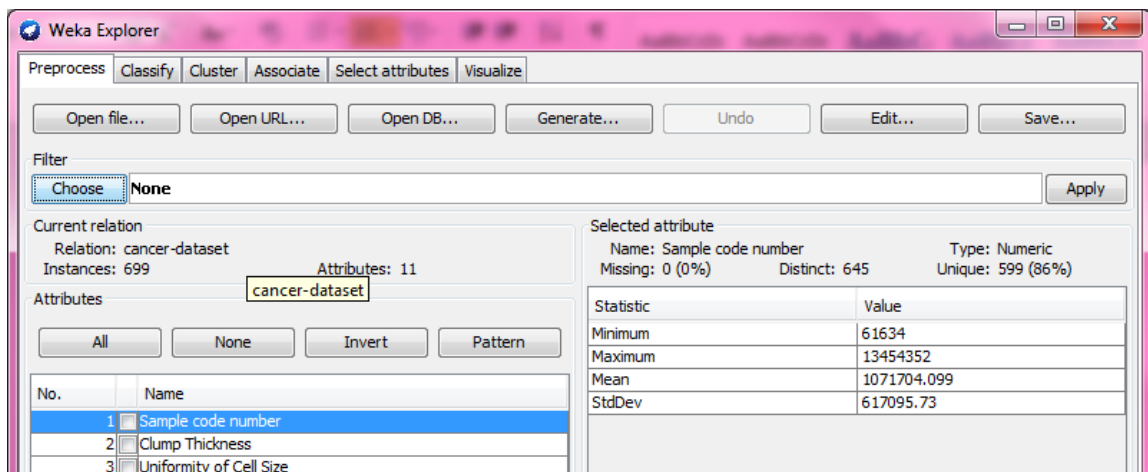 Weka Explorer
Preprocess Classify Cluster Associate Select attributes Visualize
Open file... Open URL... Open DB... Generate... Undo Edit... Save...
Filter
Choose None Apply
Current relation
Relation: cancer-dataset
Instances: 699 Attributes: 11
cancer-dataset
Attributes
All None Invert Pattern
No. Name
1 Sample code number
2 Clump Thickness
3 Uniformity of Cell Size
Selected attribute
Name: Sample code number Type: Numeric
Missing: 0 (0%) Distinct: 645 Unique: 599 (86%)
Statistic Value
Minimum 61634
Maximum 13454352
Mean 1071704.099
StdDev 617095.73